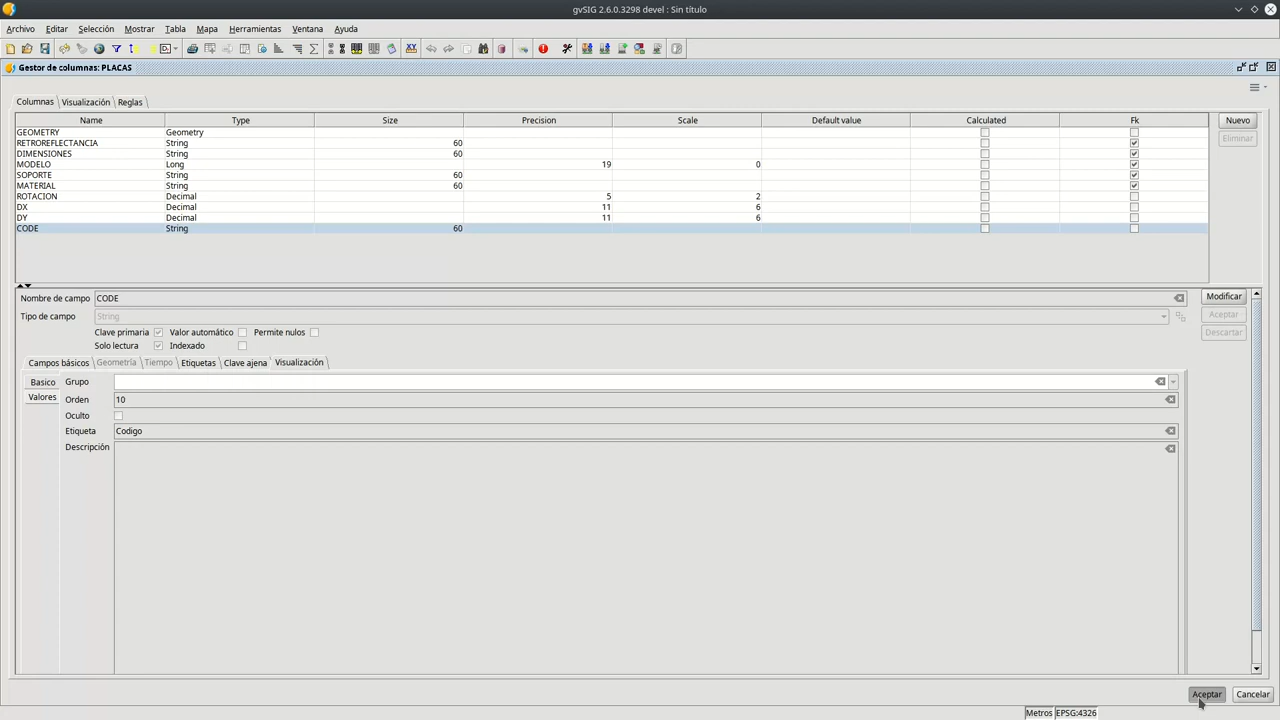 gvSIG 2.6.0.3298 devel : Sin título
Archivo Editar Selección Mostrar Tabla Mapa Herramientas Ventana Ayuda
Gestor de columnas: PLACAS
Columnas Visualización Reglas
Name Type Size Precision Scale Default value Calculated Fk
Nuevo
GEOMETRY Geometry
Eliminar
RETROREFLECTANCIA String 60
DIMENSIONES String 60
MODELO Long 19 0
SOPORTE String 60
MATERIAL String 60
ROTACION Decimal 5 2
DX Decimal 11 6
DY Decimal 11 6
CODE String 60
Nombre de campo CODE Modificar
Tipo de campo String Aceptar
Clave primaria Valor automático Permite nulos Descartar
Solo lectura Indexado
Campos básicos Geometría Tiempo Etiquetas Clave ajena Visualización
Basico Grupo
Valores Orden 10
Oculto
Etiqueta Codigo
Descripción
Aceptar Cancelar
Metros EPSG:4326